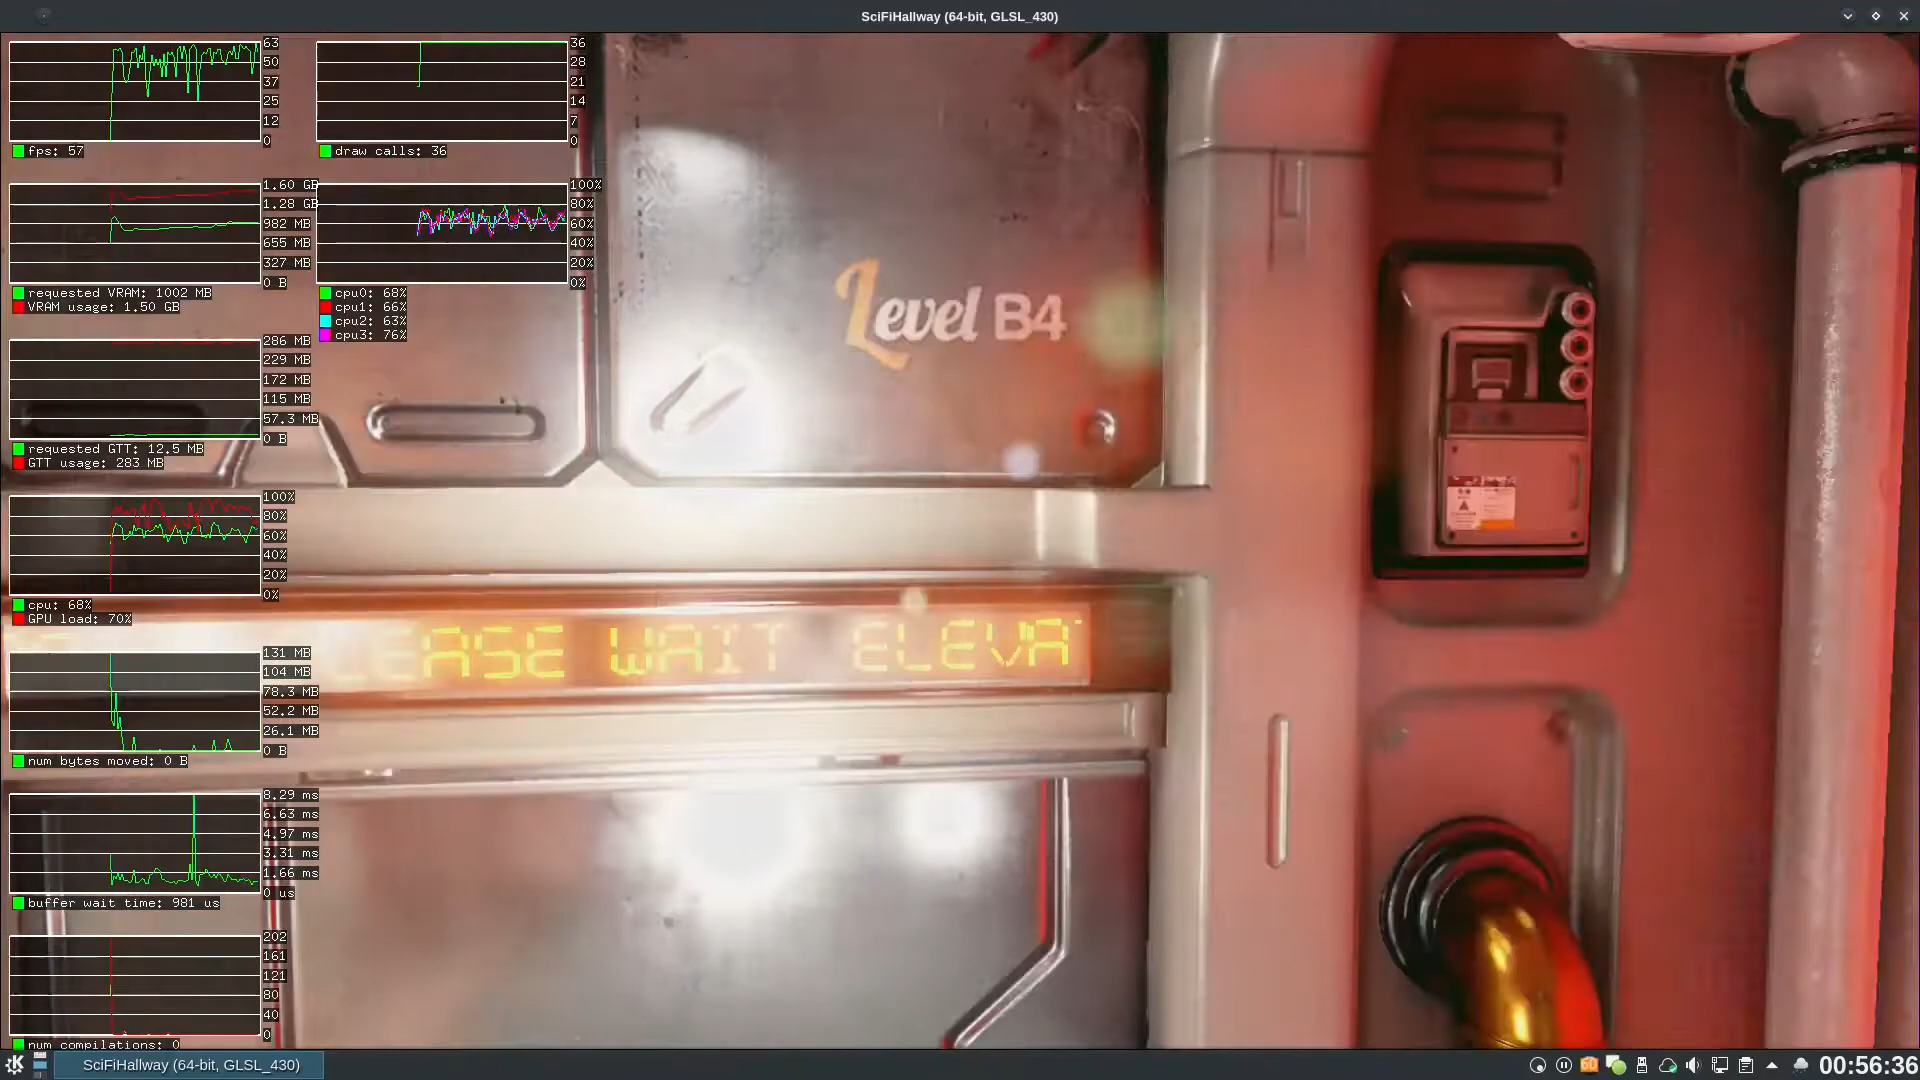 SciFiHallway (64-bit, GLSL_430)
63
50
37
25
12
0
fps: 57
36
28
21
14
7
0
draw calls: 36
1.60 GB
1.28 GB
982 MB
655 MB
327 MB
0 B
requested VRAM: 1002 MB
VRAM usage: 1.50 GB
100%
80%
60%
40%
20%
0%
cpu0: 68%
cpu1: 66%
cpu2: 63%
cpu3: 76%
286 MB
229 MB
172 MB
115 MB
57.3 MB
0 B
requested GTT: 12.5 MB
GTT usage: 283 MB
100%
80%
60%
40%
20%
0%
cpu: 68%
GPU load: 70%
131 MB
104 MB
78.3 MB
52.2 MB
26.1 MB
0 B
num bytes moved: 0 B
8.29 ms
6.63 ms
4.97 ms
3.31 ms
1.66 ms
0 us
buffer wait time: 981 us
202
161
121
80
40
0
num compilations: 0
Level B4
LEASE WAIT ELEVA
SciFiHallway (64-bit, GLSL_430)
60
00:56:36